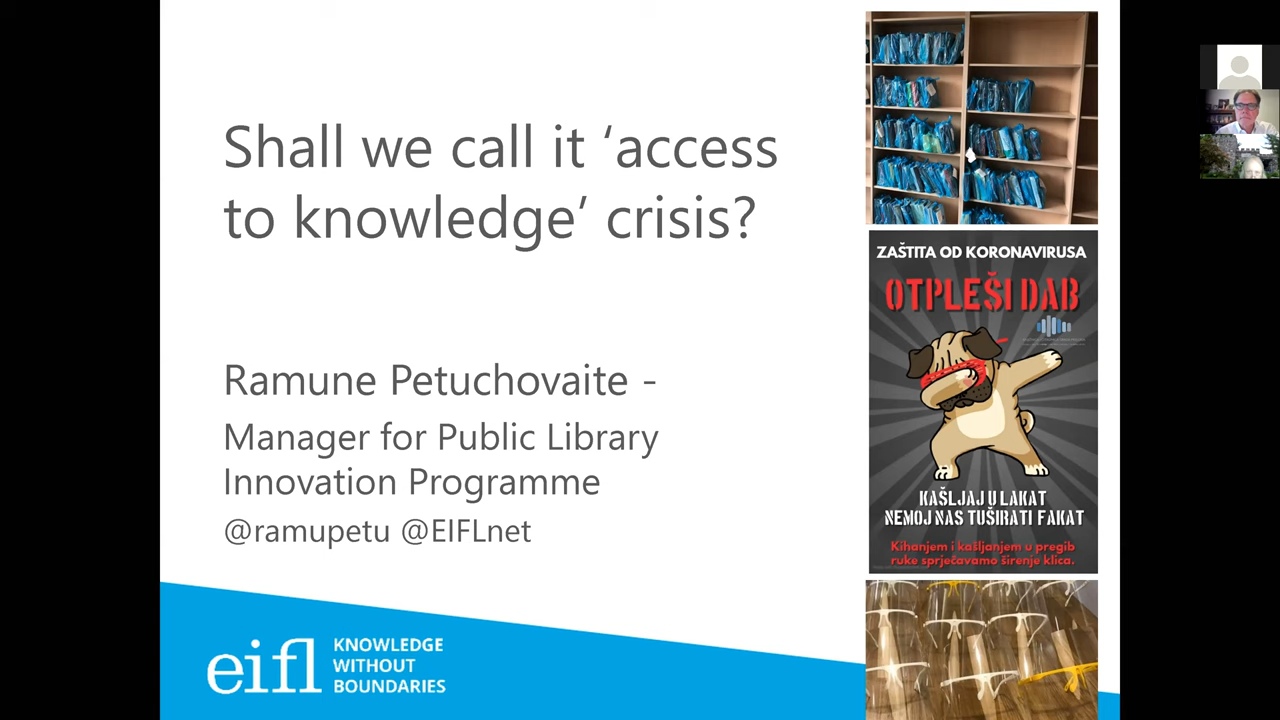 Shall we call it ‘access
to knowledge’ crisis?
Ramune Petuchovaite -
Manager for Public Library
Innovation Programme
@ramupetu @EIFLnet
eifl
KNOWLEDGE
WITHOUT
BOUNDARIES
ZAŠTITA OD KORONAVIRUSA
OTPLEŠI DAB
KAŠLJAJ U LAKAT
NEMOJ NAS TUŠIRATI FAKAT
Kihanjem i kašljanjem u pregib
ruke sprječavamo širenje klica.